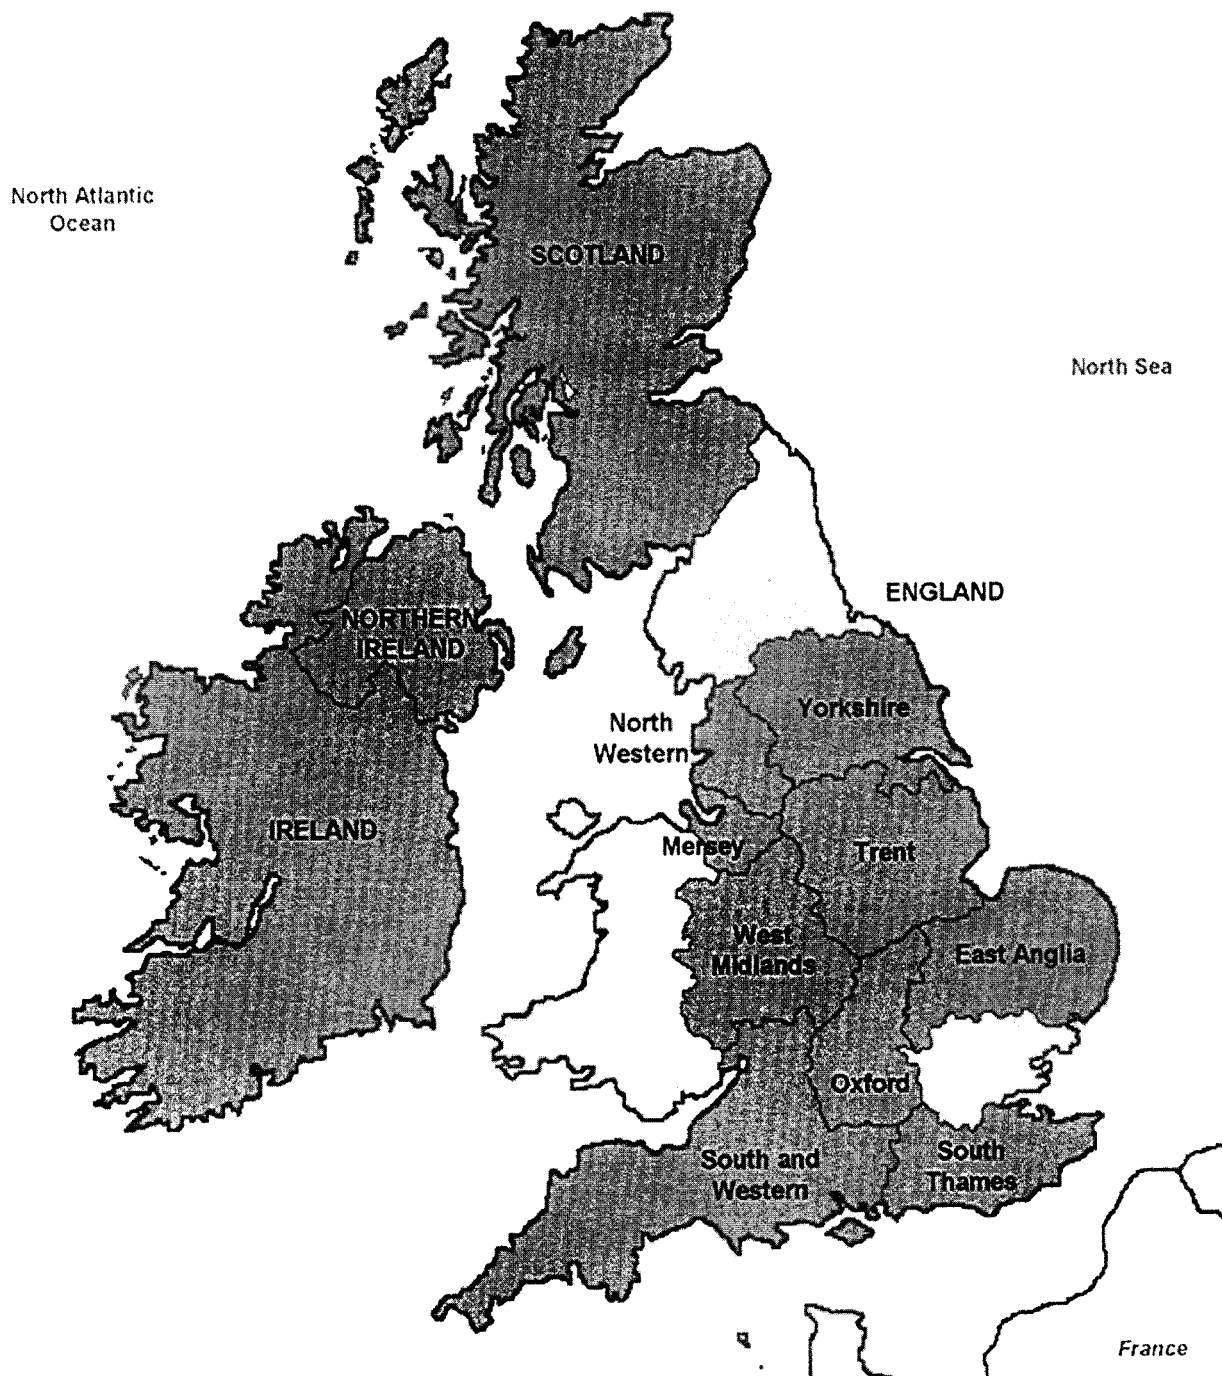 North Atlantic
Ocean
SCOTLAND
North Sea
ENGLAND
NORTHERN
IRELAND
Yorkshire
North
Western
IRELAND
Mersey
Trent
West
Midlands
East Anglia
Oxford
South and
Western
South
Thames
France